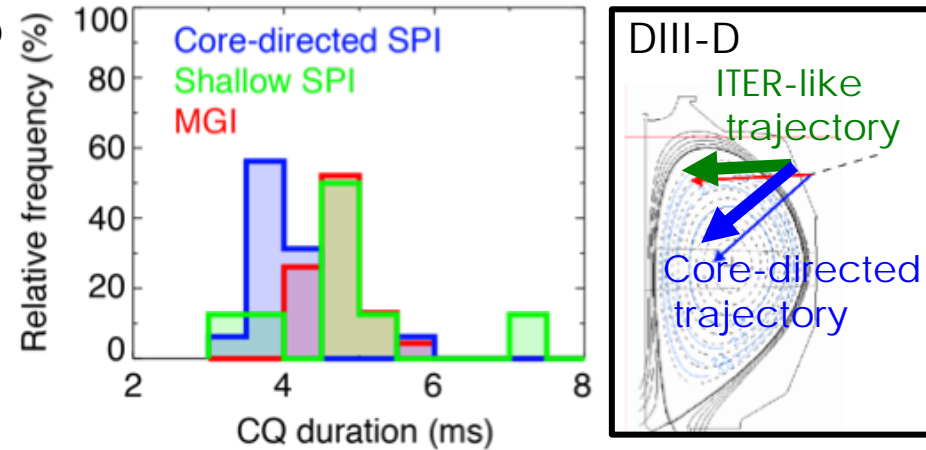 )
Relative frequency (%)
100
80
60
40
20
0
Core-directed SPI
Shallow SPI
MGI
2
4
6
8
CQ duration (ms)
DIII-D
ITER-like
trajectory
Core-directed
trajectory